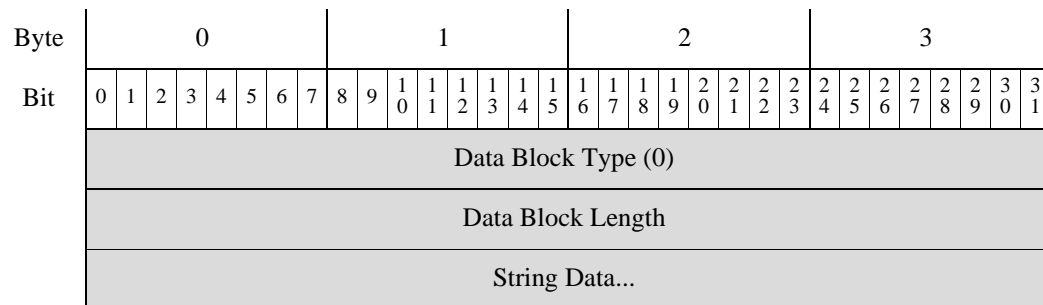 Byte 0 1 2 3
Bit 0 1 2 3 4 5 6 7 8 9 10 11 12 13 14 15 16 17 18 19 20 21 22 23 24 25 26 27 28 29 30 31
Data Block Type (0)
Data Block Length
String Data...